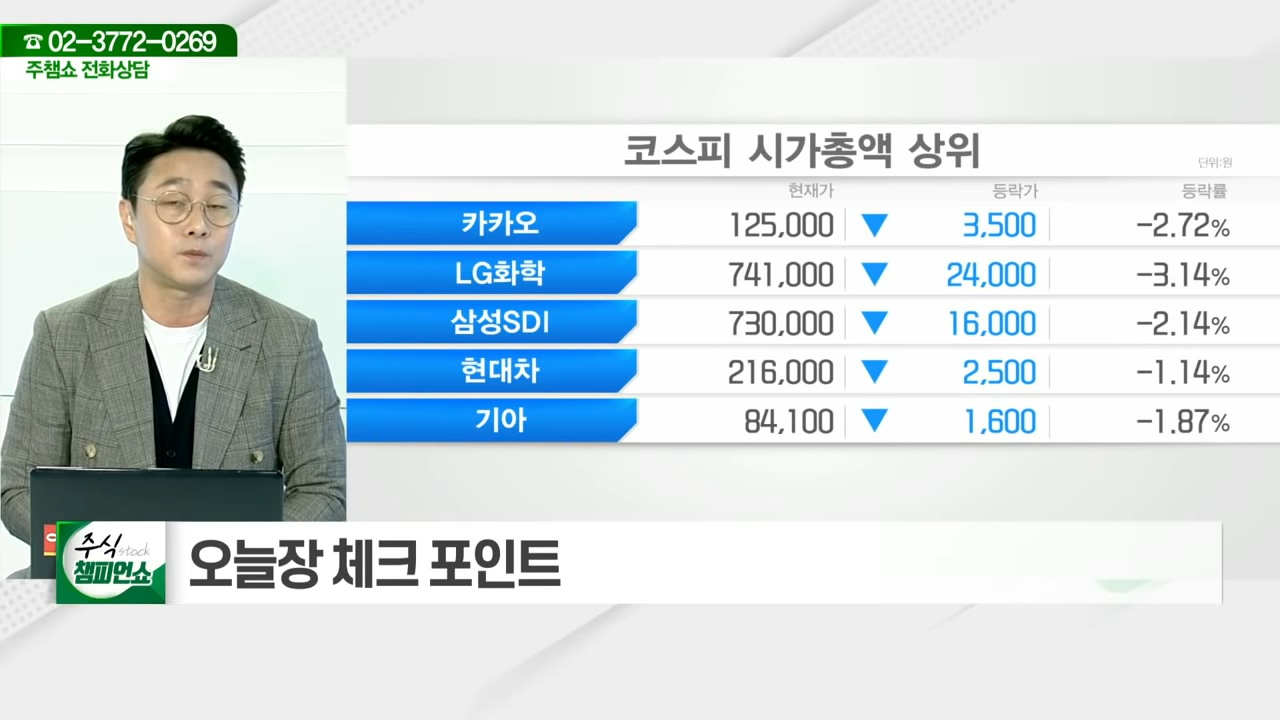 ☎ 02-3772-0269
주챔쇼 전화상담
코스피 시가총액 상위
단위:원
현재가 등락가 등락률
카카오 125,000 ▼ 3,500 -2.72%
LG화학 741,000 ▼ 24,000 -3.14%
삼성SDI 730,000 ▼ 16,000 -2.14%
현대차 216,000 ▼ 2,500 -1.14%
기아 84,100 ▼ 1,600 -1.87%
주식 stock
챔피언쇼
오늘장 체크 포인트